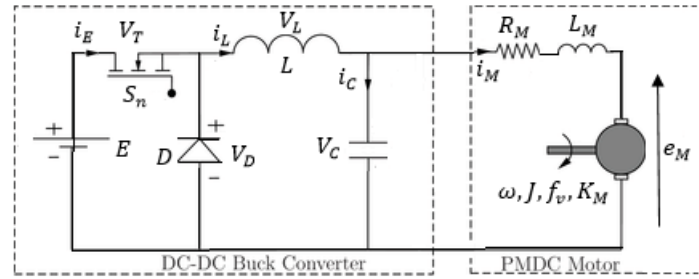 i_E V_T i_L V_L R_M L_M
L i_C i_M
S_n
+ +
E D V_D V_C e_M
- -
ω, J, f_v, K_M
DC-DC Buck Converter PMDC Motor